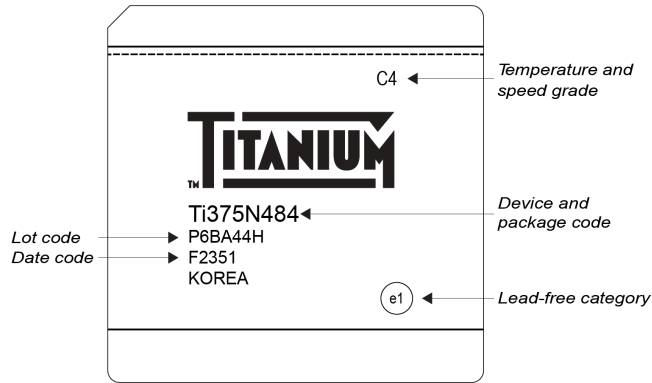 C4
Temperature and
speed grade
TITANIUM
TM
Ti375N484
Device and
package code
Lot code
P6BA44H
Date code
F2351
KOREA
e1
Lead-free category